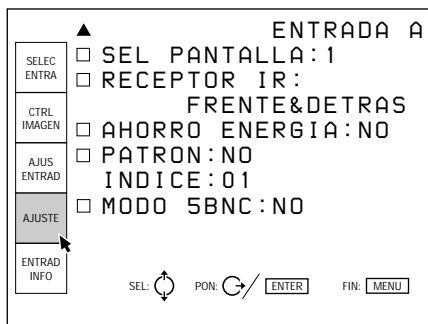 ENTRADA A
SEL PANTALLA:1
RECEPTOR IR:
FRENTE&DETRAS
AHORRO ENERGIA:NO
PATRON:NO
INDICE:01
MODO 5BNC:NO
SELEC
ENTRA
CTRL
IMAGEN
AJUS
ENTRAD
AJUSTE
ENTRAD
INFO
SEL: PON: / ENTER FIN: MENU